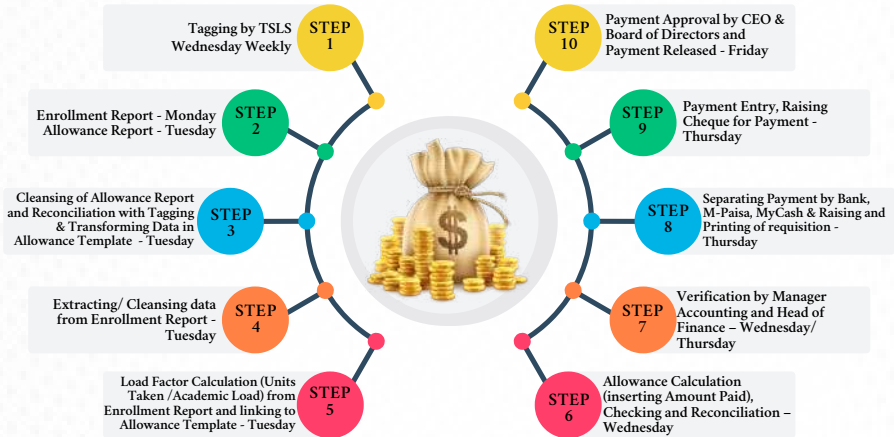 Tagging by TSLS
Wednesday Weekly
STEP
1
Enrollment Report - Monday
Allowance Report - Tuesday
STEP
2
Cleansing of Allowance Report
and Reconciliation with Tagging
& Transforming Data in
Allowance Template - Tuesday
STEP
3
Extracting/ Cleansing data
from Enrollment Report -
Tuesday
STEP
4
Load Factor Calculation (Units
Taken /Academic Load) from
Enrollment Report and linking to
Allowance Template - Tuesday
STEP
5
STEP
6
Allowance Calculation
(inserting Amount Paid),
Checking and Reconciliation –
Wednesday
STEP
7
Verification by Manager
Accounting and Head of
Finance – Wednesday/
Thursday
STEP
8
Separating Payment by Bank,
M-Paisa, MyCash & Raising and
Printing of requisition -
Thursday
STEP
9
Payment Entry, Raising
Cheque for Payment -
Thursday
STEP
10
Payment Approval by CEO &
Board of Directors and
Payment Released - Friday
$